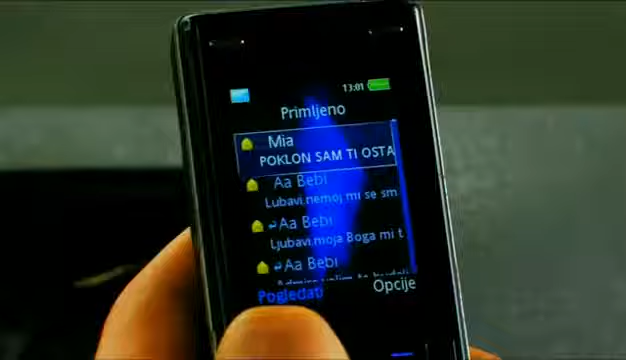 13:01
Primljeno
Mia
POKLON SAM TI OSTA
Aa Bebi
Lubavi.nemoj mi se sm
Aa Bebi
Ljubavi.moja Boga mi t
Aa Bebi
Pogledati
Opcije